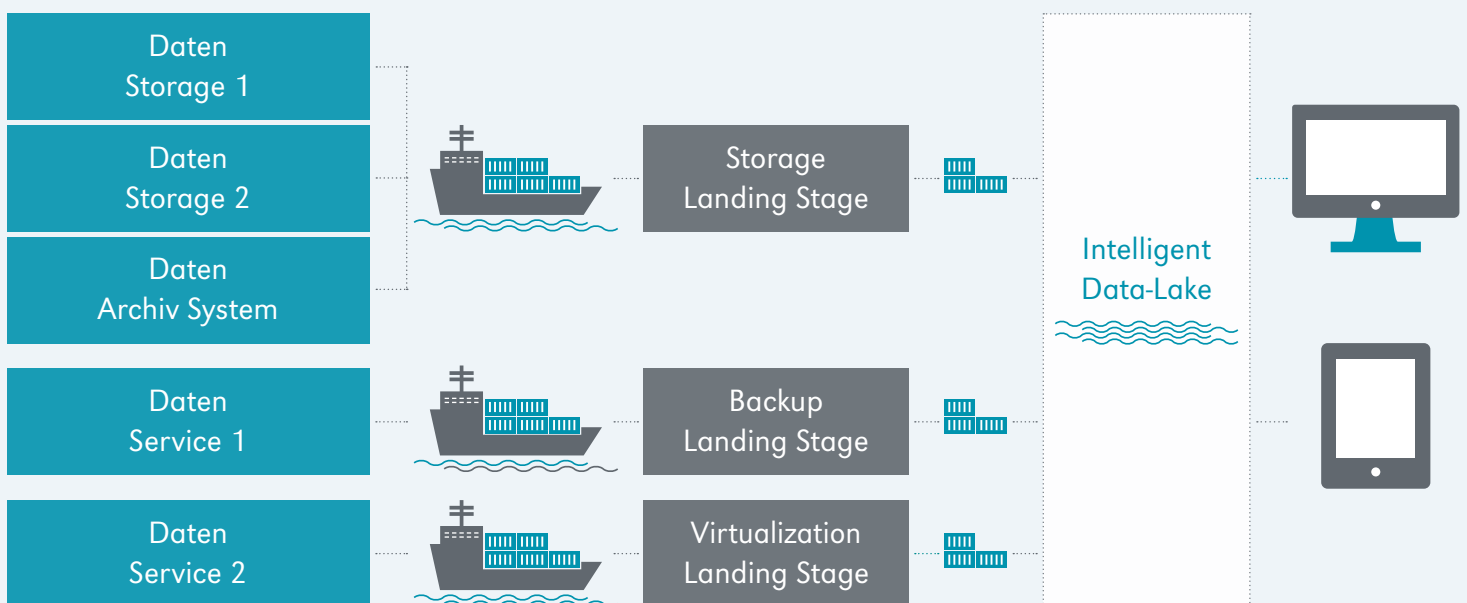 Daten
Storage 1
Daten
Storage 2
Daten
Archiv System
Storage
Landing Stage
Intelligent
Data-Lake
Daten
Service 1
Backup
Landing Stage
Daten
Service 2
Virtualization
Landing Stage